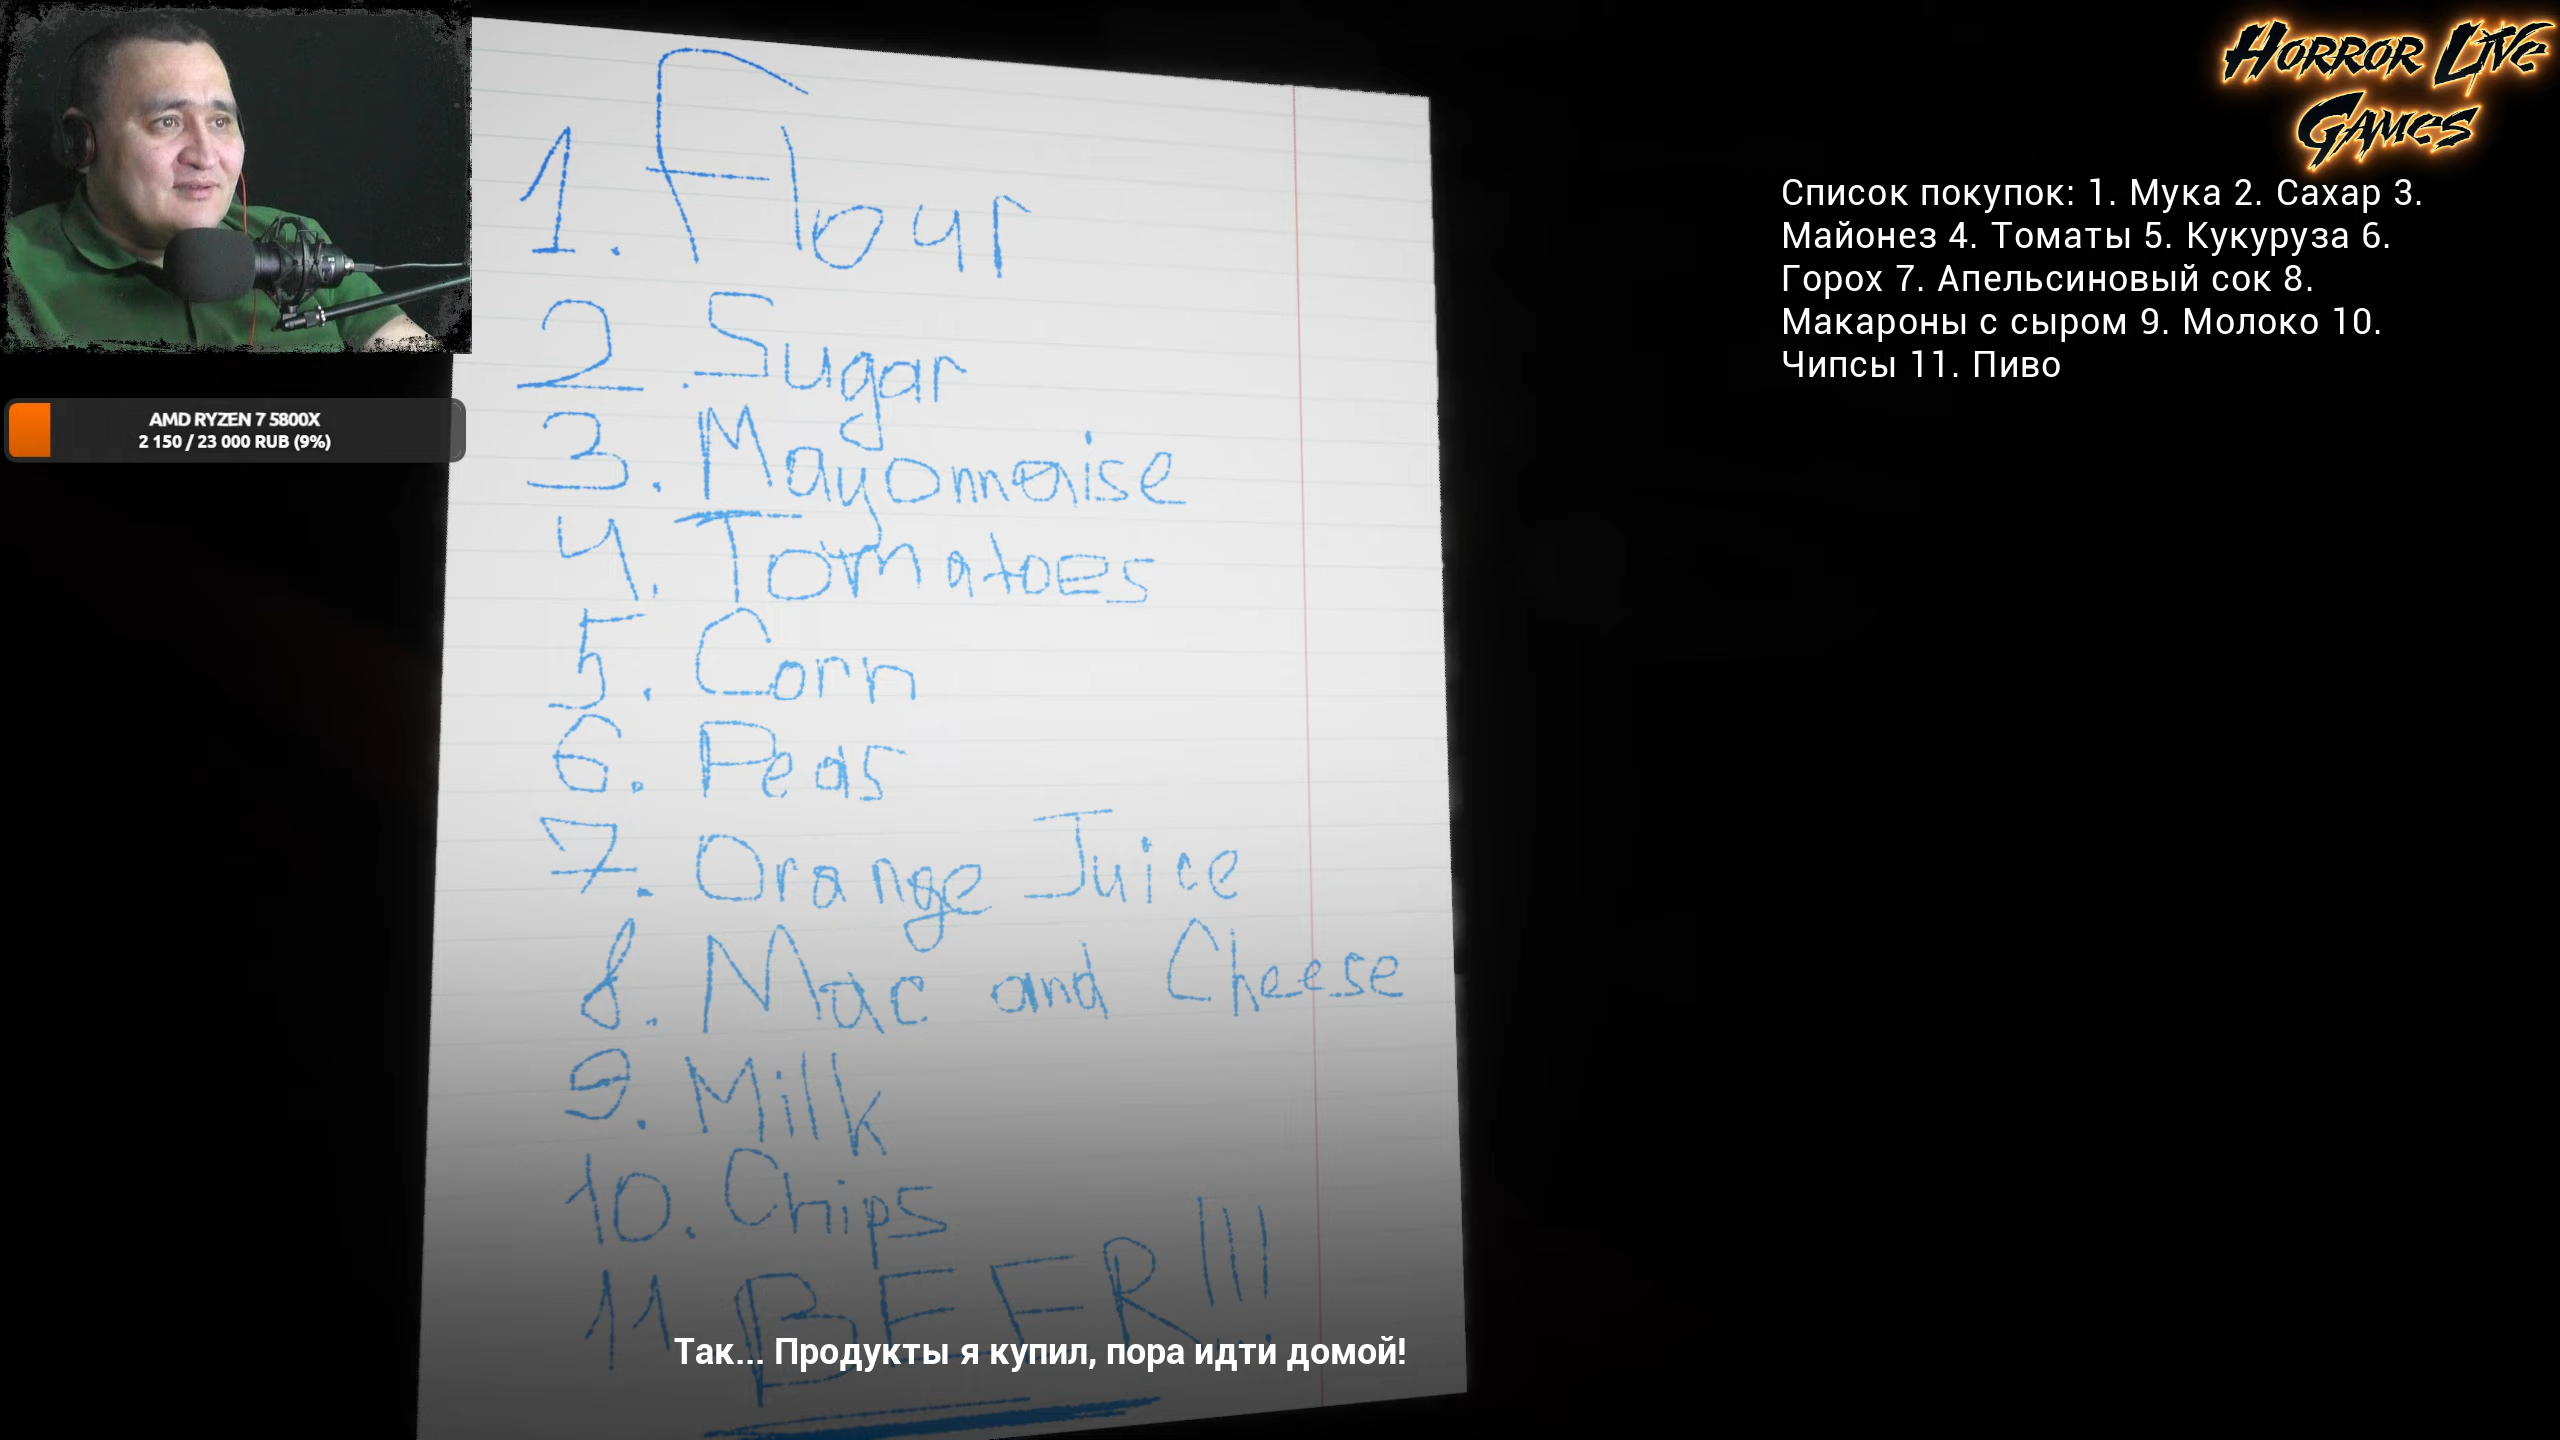 HORROR LIVE
GAMES
Список покупок: 1. Мука 2. Сахар 3.
Майонез 4. Томаты 5. Кукуруза 6.
Горох 7. Апельсиновый сок 8.
Макароны с сыром 9. Молоко 10.
Чипсы 11. Пиво
AMD RYZEN 7 5800X
2 150 / 23 000 RUB (9%)
1. Flour
2. Sugar
3. Mayonnaise
4. Tomatoes
5. Corn
6. Peas
7. Orange Juice
8. Mac and Cheese
9. Milk
10. Chips
11. BEER!!!
Так... Продукты я купил, пора идти домой!